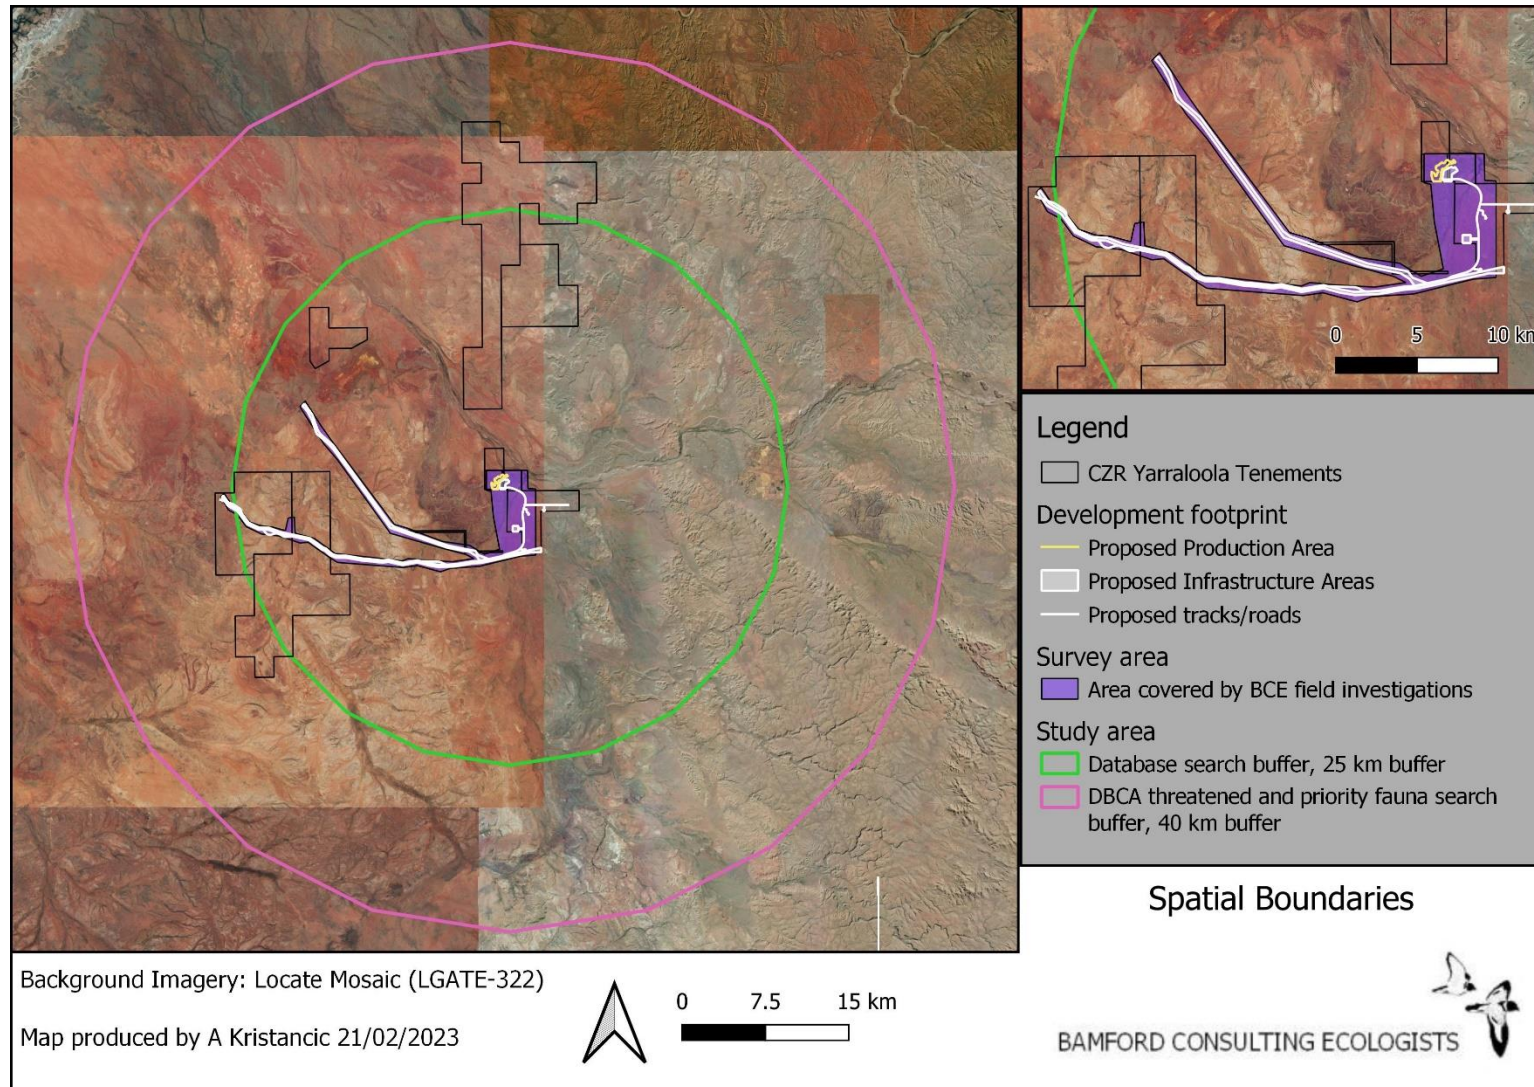 0 5 10 km
Legend
CZR Yarraloola Tenements
Development footprint
Proposed Production Area
Proposed Infrastructure Areas
Proposed tracks/roads
Survey area
Area covered by BCE field investigations
Study area
Database search buffer, 25 km buffer
DBCA threatened and priority fauna search
buffer, 40 km buffer
Spatial Boundaries
Background Imagery: Locate Mosaic (LGATE-322)
Map produced by A Kristancic 21/02/2023
0 7.5 15 km
BAMFORD CONSULTING ECOLOGISTS